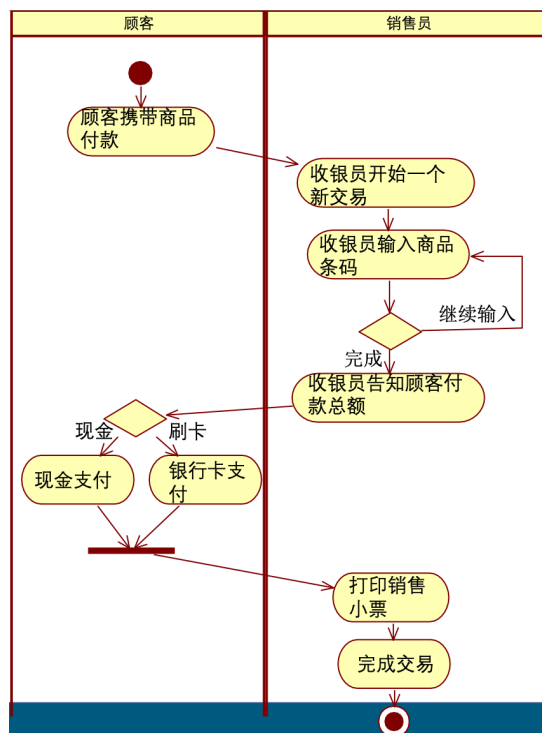 顾客
销售员
顾客携带商品
付款
收银员开始一个
新交易
收银员输入商品
条码
继续输入
完成
收银员告知顾客付
款总额
现金
刷卡
现金支付
银行卡支
付
打印销售
小票
完成交易